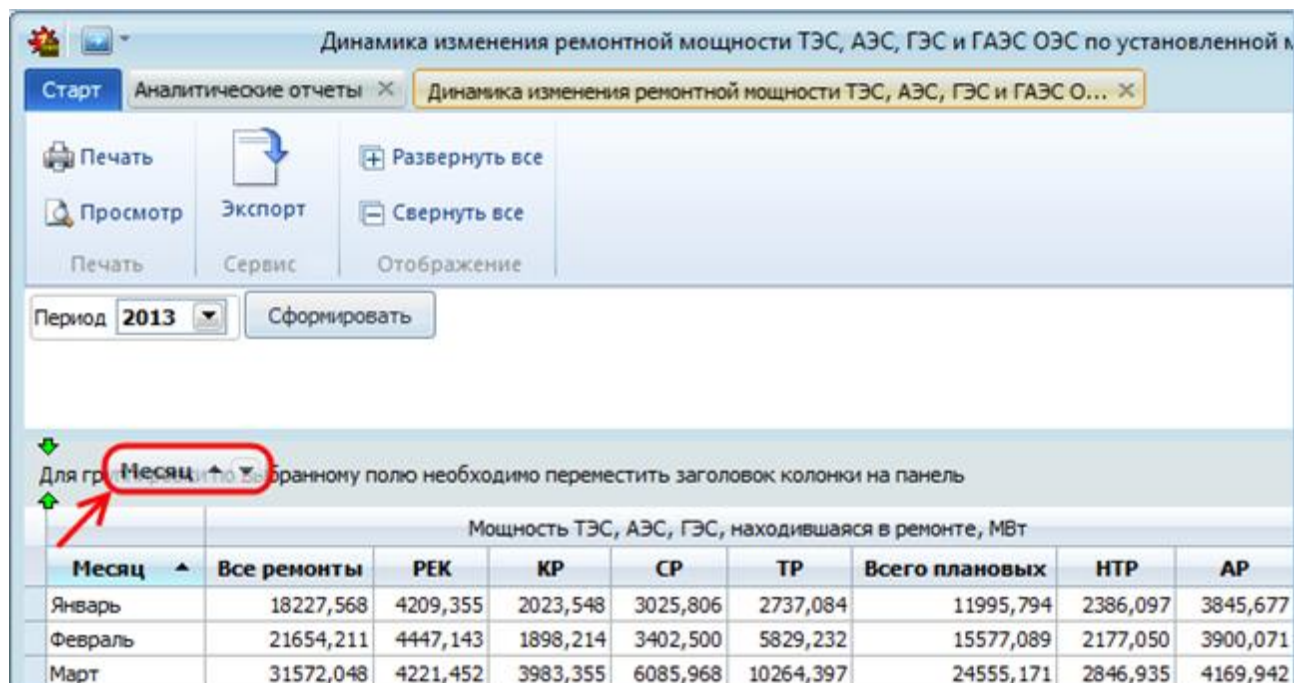 Динамика изменения ремонтной мощности ТЭС, АЭС, ГЭС и ГАЭС ОЭС по установленной м
Старт Аналитические отчеты Динамика изменения ремонтной мощности ТЭС, АЭС, ГЭС и ГАЭС О...
Печать Развернуть все
Просмотр Экспорт Свернуть все
Печать Сервис Отображение
Период 2013 Сформировать
Месяц
Для гр по выбранному полю необходимо переместить заголовок колонки на панель
Мощность ТЭС, АЭС, ГЭС, находившаяся в ремонте, МВт
Месяц Все ремонты РЕК КР СР ТР Всего плановых НТР АР
Январь 18227,568 4209,355 2023,548 3025,806 2737,084 11995,794 2386,097 3845,677
Февраль 21654,211 4447,143 1898,214 3402,500 5829,232 15577,089 2177,050 3900,071
Март 31572,048 4221,452 3983,355 6085,968 10264,397 24555,171 2846,935 4169,942